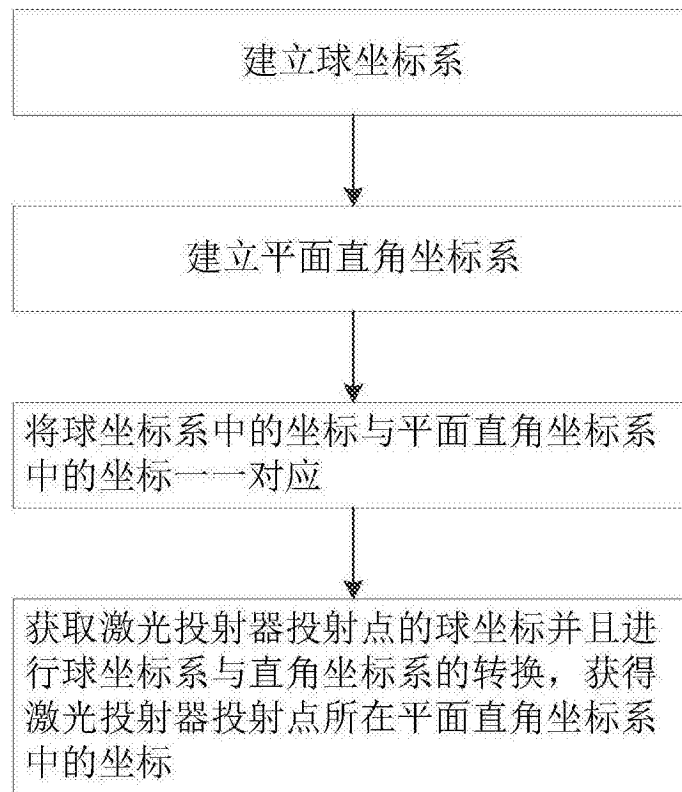 建立球坐标系
建立平面直角坐标系
将球坐标系中的坐标与平面直角坐标系
中的坐标一一对应
获取激光投射器投射点的球坐标并且进
行球坐标系与直角坐标系的转换，获得
激光投射器投射点所在平面直角坐标系
中的坐标